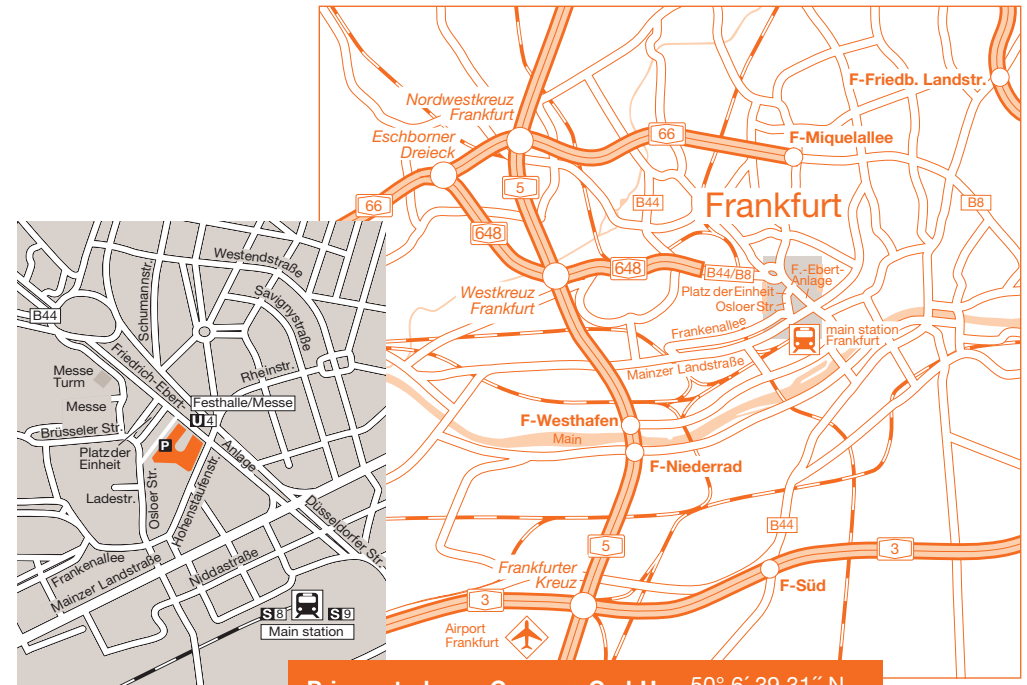 F-Friedb. Landstr.
Nordwestkreuz
Frankfurt
Eschborner
Dreieck
66
F-Miquelallee
5
66
B44
Frankfurt
B8
648
648
B44/B8
F.-Ebert-
Anlage
Platz der Einheit
Osloer Str.
Westkreuz
Frankfurt
Frankenallee
main station
Frankfurt
Mainzer Landstraße
F-Westhafen
Main
F-Niederrad
B44
5
3
Frankfurter
Kreuz
F-Süd
3
Airport
Frankfurt
Westendstraße
Schumannstr.
Savignystraße
B44
Friedrich-Ebert-
Anlage
Rheinstr.
Messe
Turm
Festhalle/Messe
Messe
U 4
Brüsseler Str.
P
Platz der
Einheit
Ladestr.
Osloer Str.
Hohenstaufenstr.
Düsseldorfer Str.
Frankenallee
Mainzer Landstraße
Niddastraße
S 8
S 9
Main station
50° 6´ 39,31´´ N